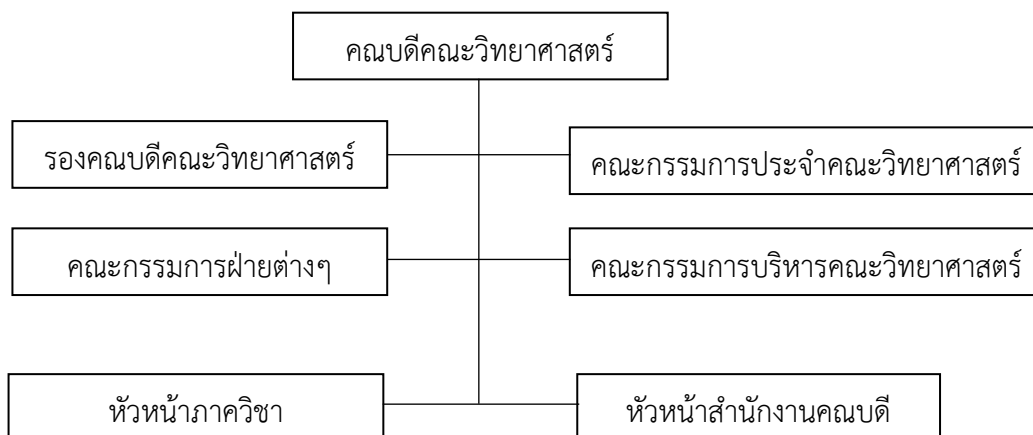 คณบดีคณะวิทยาศาสตร์
รองคณบดีคณะวิทยาศาสตร์
คณะกรรมการประจำคณะวิทยาศาสตร์
คณะกรรมการฝ่ายต่างๆ
คณะกรรมการบริหารคณะวิทยาศาสตร์
หัวหน้าภาควิชา
หัวหน้าสำนักงานคณบดี